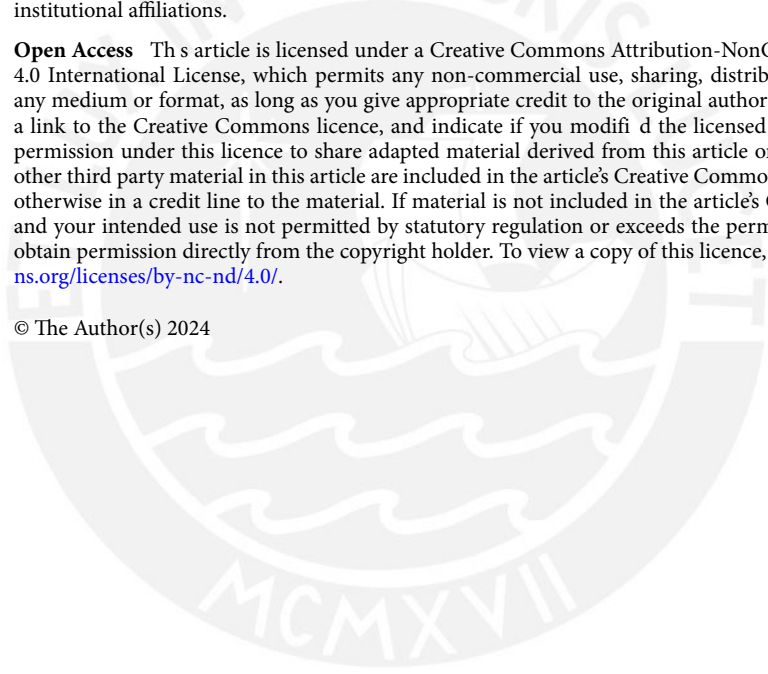 institutional affiliations.
Open Access Th s article is licensed under a Creative Commons Attribution-Non
4.0 International License, which permits any non-commercial use, sharing, distrib
any medium or format, as long as you give appropriate credit to the original author
a link to the Creative Commons licence, and indicate if you modifi d the licensed
permission under this licence to share adapted material derived from this article o
other third party material in this article are included in the article's Creative Commo
otherwise in a credit line to the material. If material is not included in the article's
and your intended use is not permitted by statutory regulation or exceeds the perm
obtain permission directly from the copyright holder. To view a copy of this licence,
ns.org/licenses/by-nc-nd/4.0/.
© The Author(s) 2024
MCMXVII